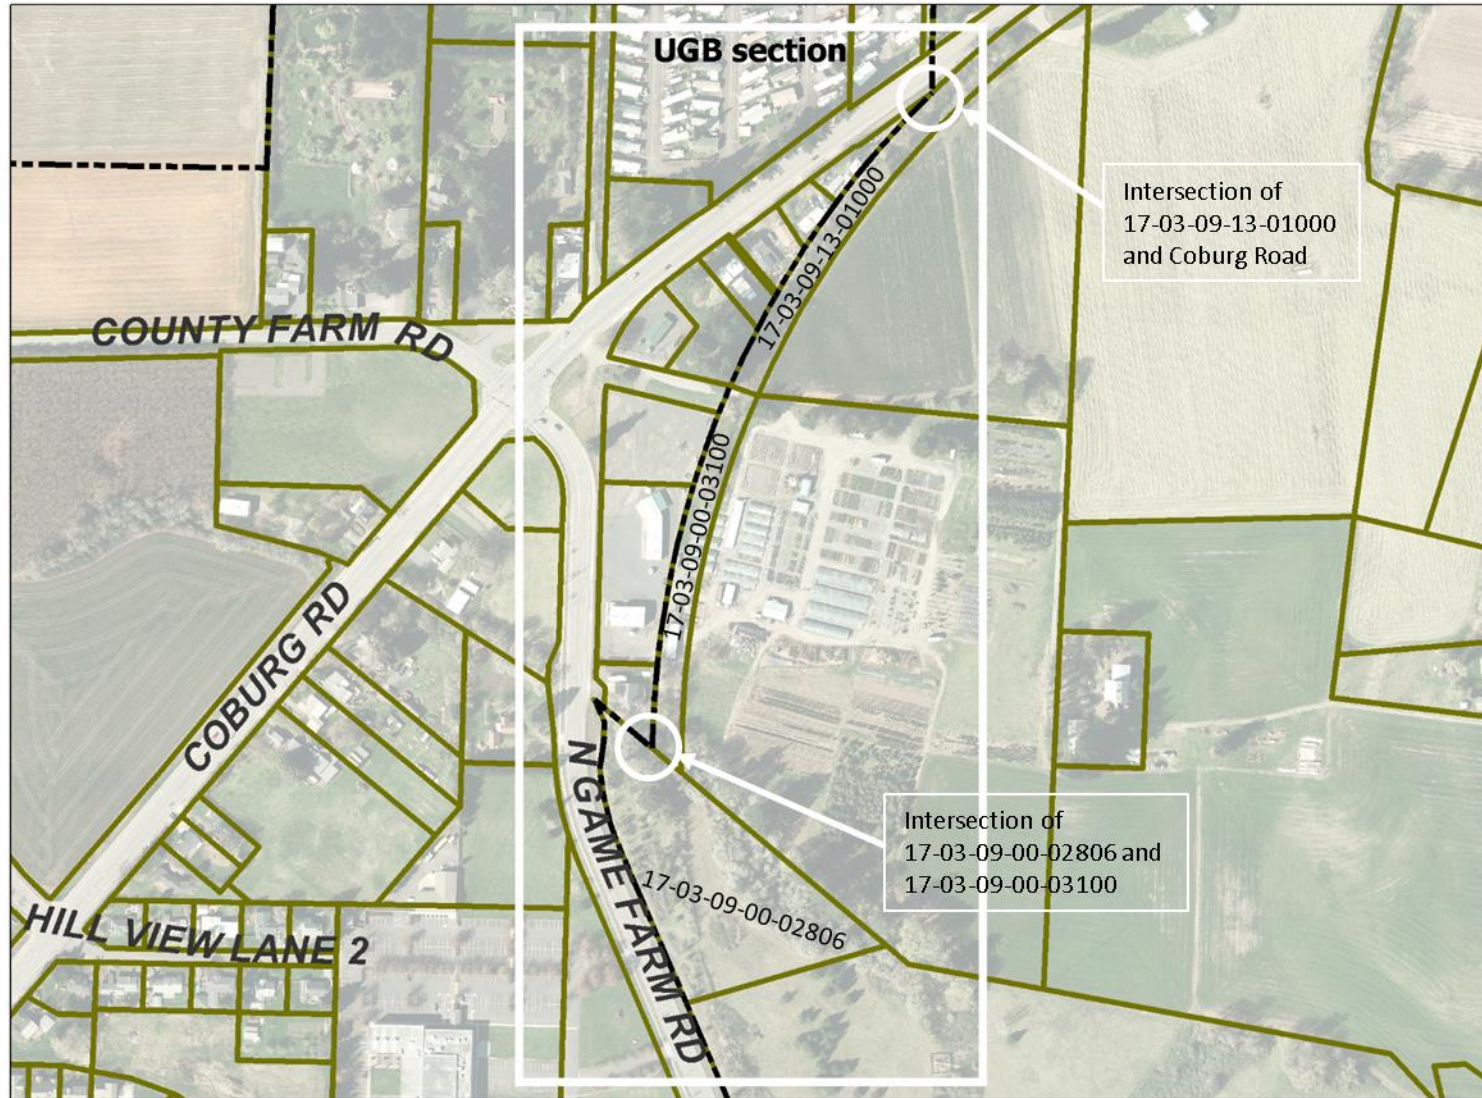 UGB section
Intersection of
17-03-09-13-01000
and Coburg Road
17-03-09-13-01000
COUNTY FARM RD
17-03-09-00-03100
COBURG RD
N GAME FARM RD
Intersection of
17-03-09-00-02806 and
17-03-09-00-03100
17-03-09-00-02806
HILL VIEW LANE 2